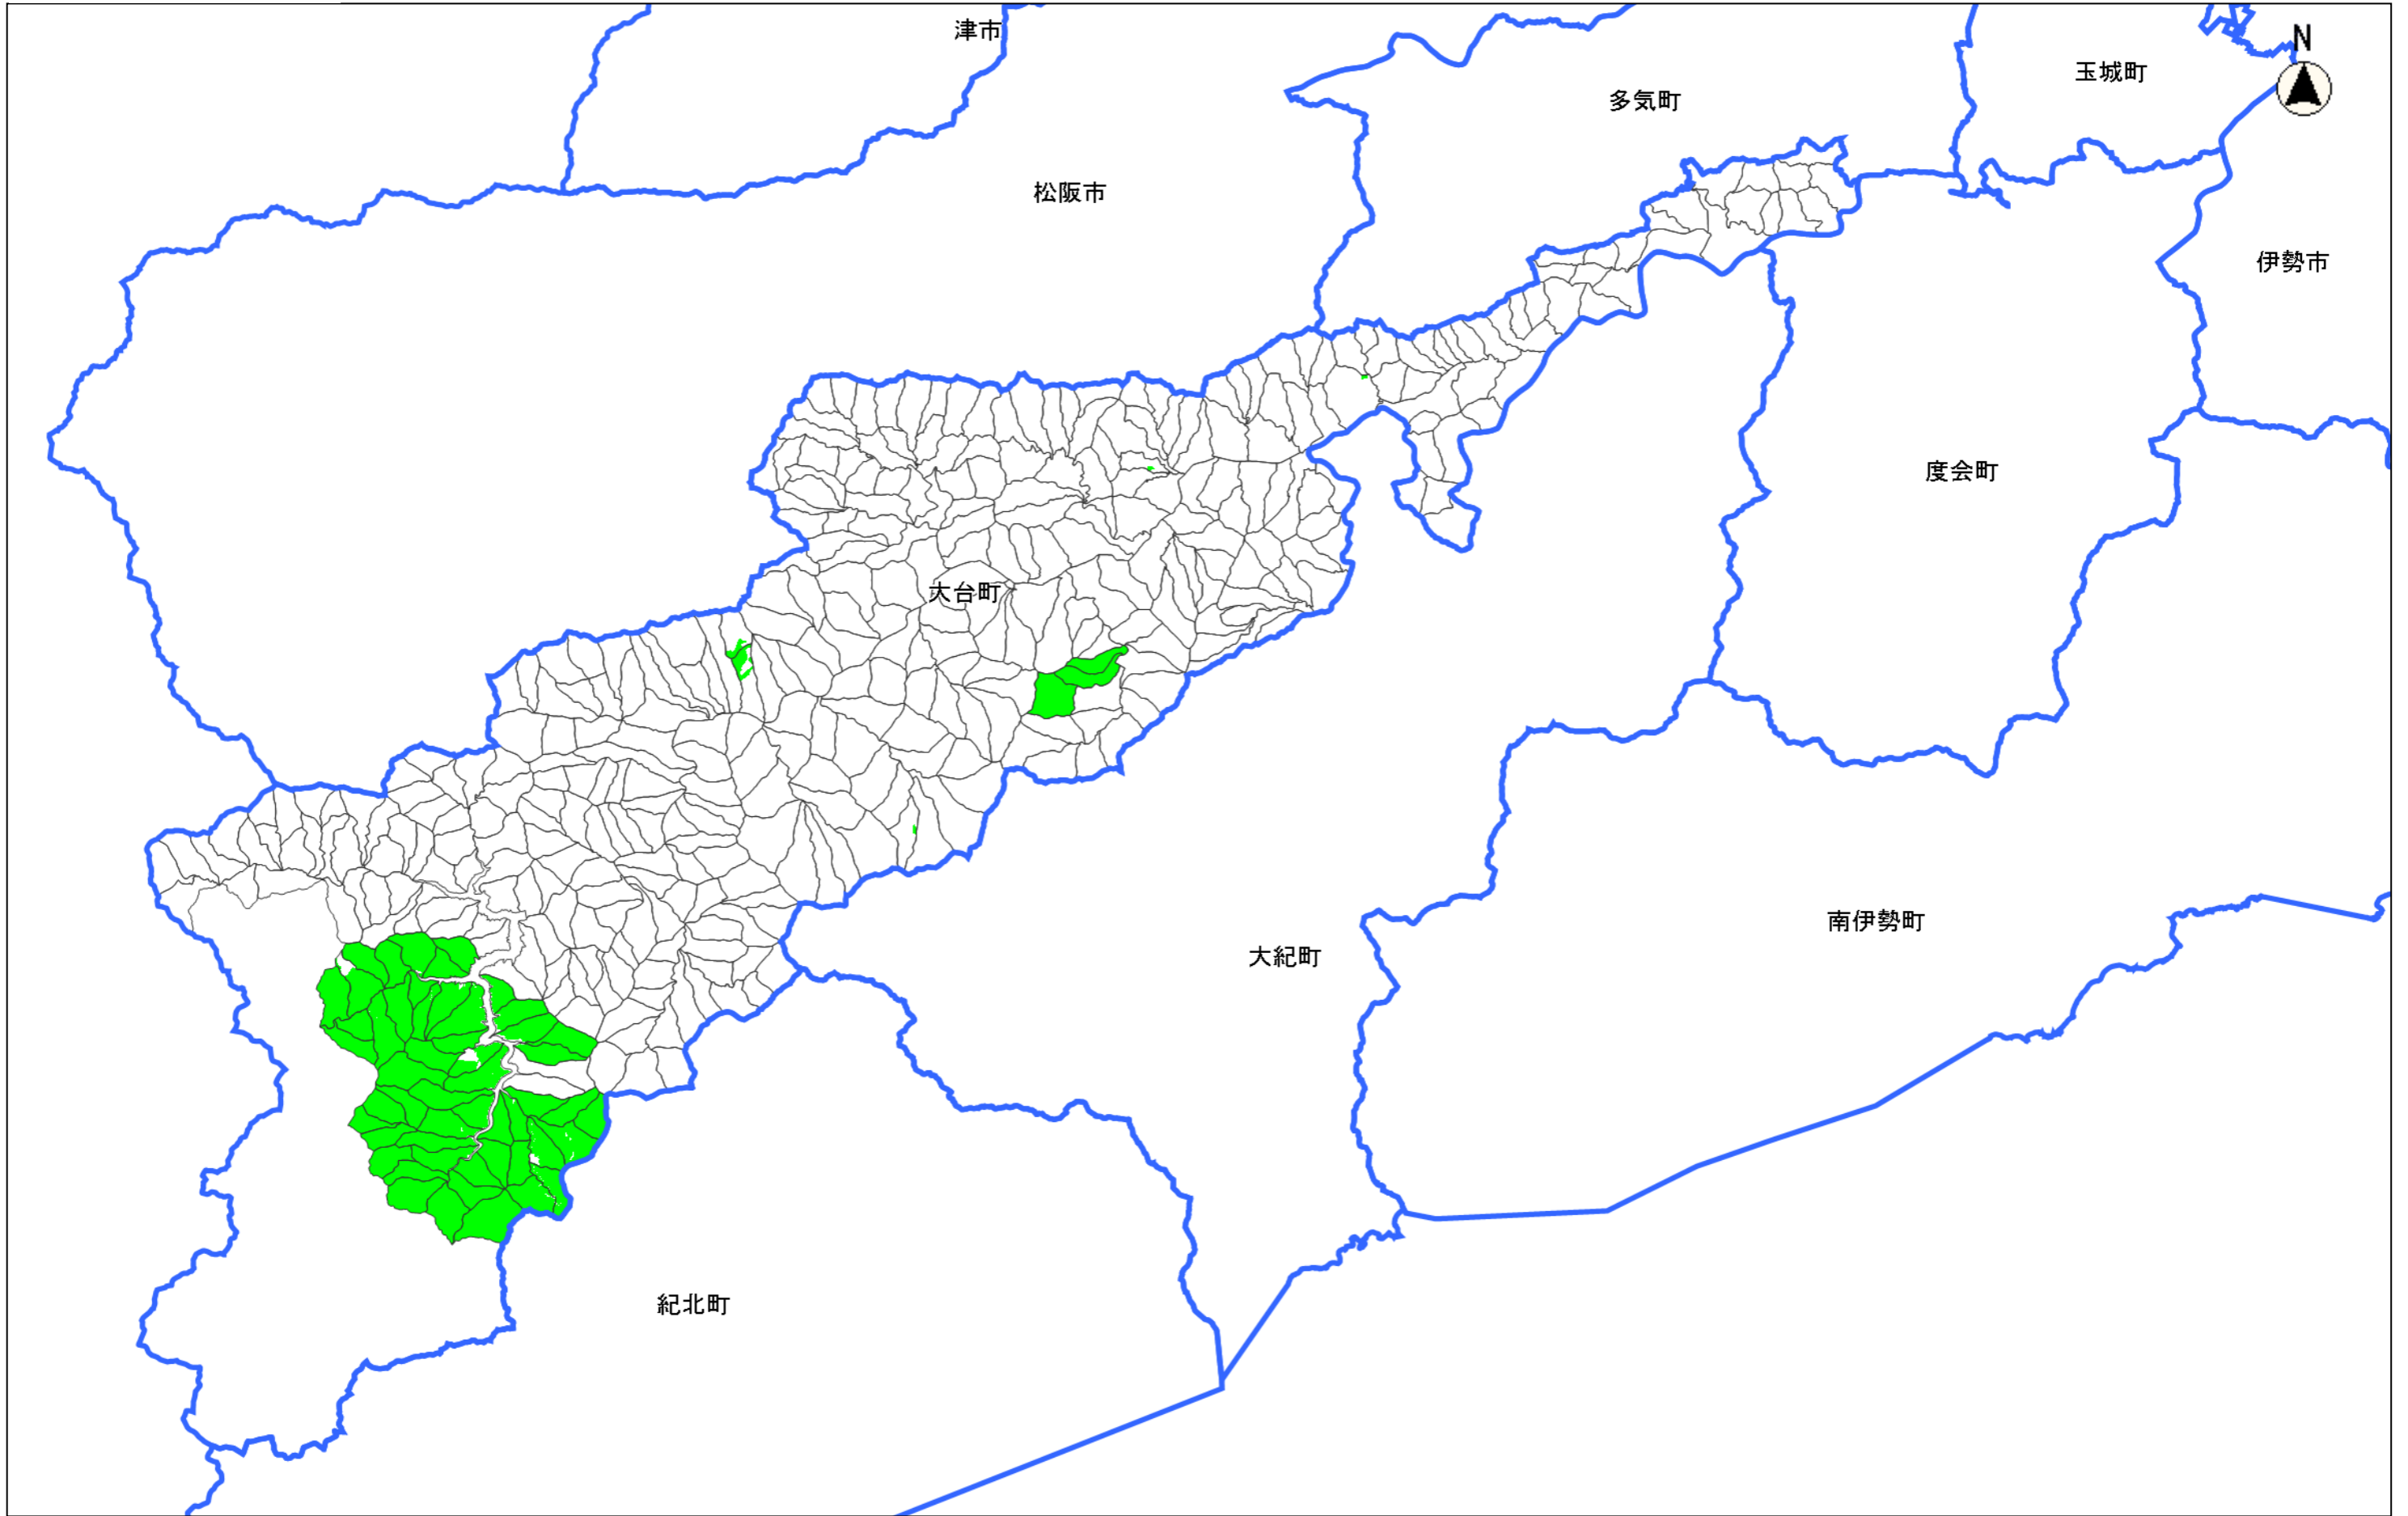 津市
N
玉城町
多気町
松阪市
伊勢市
度会町
大台町
南伊勢町
大紀町
紀北町